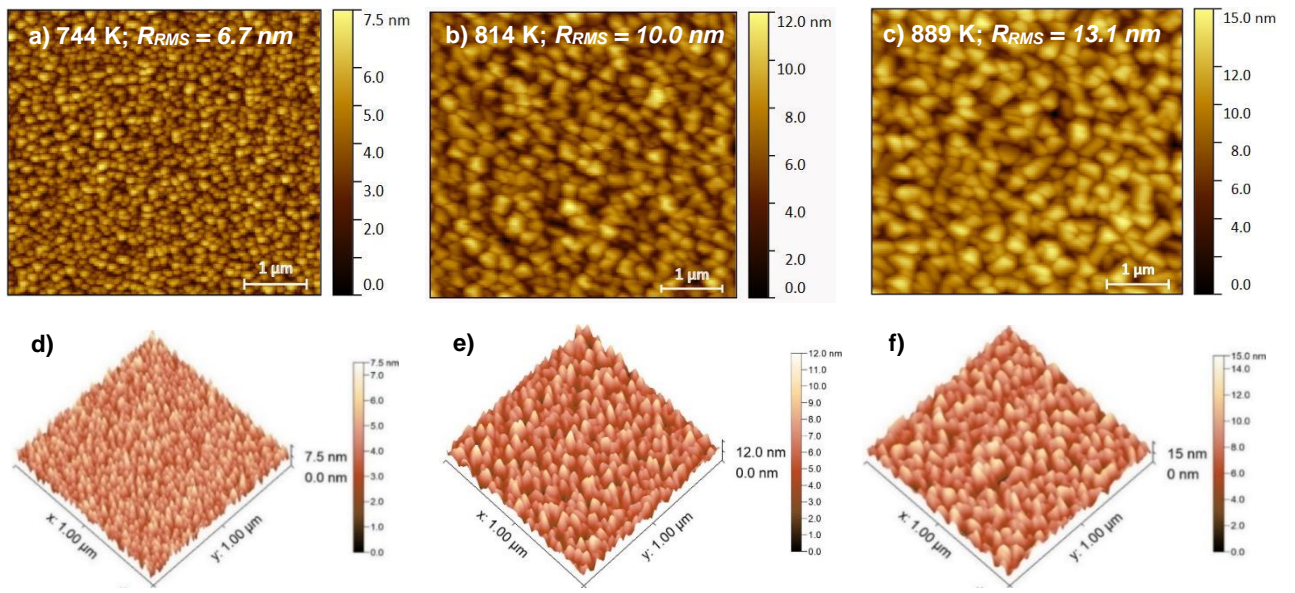 a) 744 K; RRMS = 6.7 nm
7.5 nm
6.0
5.0
4.0
3.0
2.0
0.0
1 µm
b) 814 K; RRMS = 10.0 nm
12.0 nm
10.0
8.0
6.0
4.0
2.0
0.0
1 µm
c) 889 K; RRMS = 13.1 nm
15.0 nm
12.0
10.0
8.0
6.0
4.0
0.0
1 µm
d)
7.5 nm
7.0
6.0
5.0
4.0
3.0
2.0
1.0
0.0
7.5 nm
0.0 nm
x: 1.00 µm
y: 1.00 µm
e)
12.0 nm
11.0
10.0
9.0
8.0
7.0
6.0
5.0
4.0
3.0
2.0
1.0
0.0
12.0 nm
0.0 nm
x: 1.00 µm
y: 1.00 µm
f)
15.0 nm
14.0
12.0
10.0
8.0
6.0
4.0
2.0
0.0
15 nm
0 nm
x: 1.00 µm
y: 1.00 µm